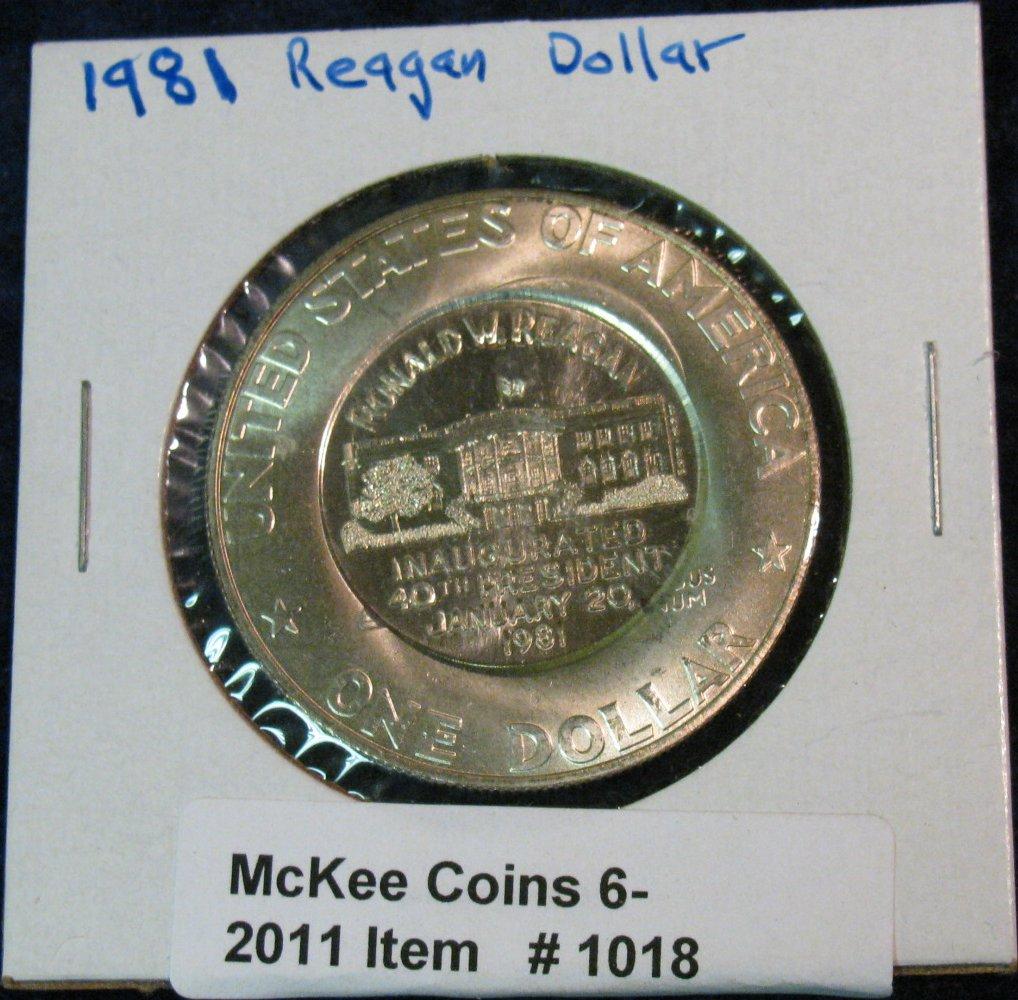 1981 Reagan Dollar
UNITED STATES OF AMERICA
RONALD W. REAGAN
INAUGURATED
40TH PRESIDENT
JANUARY 20,
1981
ONE DOLLAR
McKee Coins 6-
2011 Item # 1018